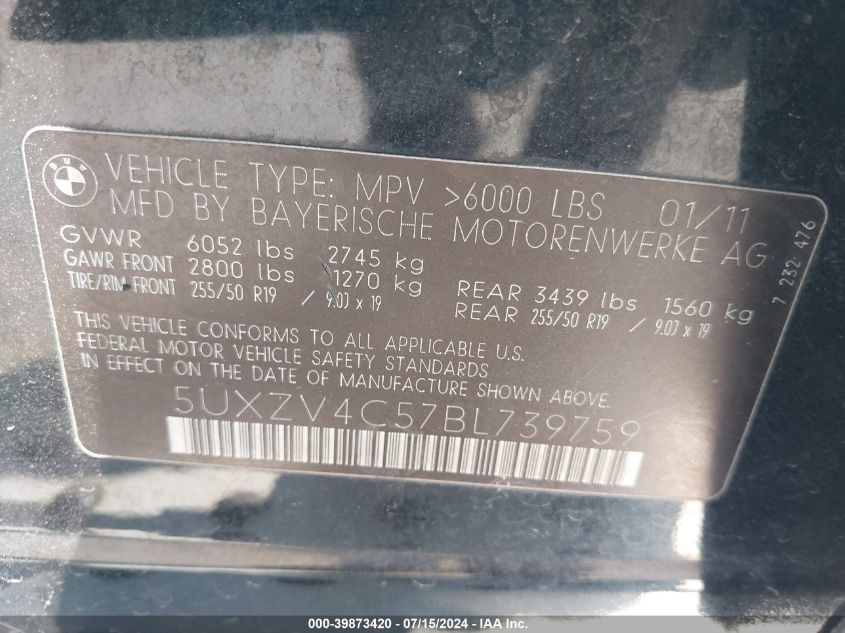 BMW
VEHICLE TYPE: MPV >6000 LBS 01/11
MFD BY BAYERISCHE MOTORENWERKE AG
GVWR 6052 lbs 2745 kg
GAWR FRONT 2800 lbs 1270 kg REAR 3439 lbs 1560 kg
TIRE/RIM FRONT 255/50 R19 / 9.0J x 19 REAR 255/50 R19 / 9.0J x 19
THIS VEHICLE CONFORMS TO ALL APPLICABLE U.S.
FEDERAL MOTOR VEHICLE SAFETY STANDARDS
IN EFFECT ON THE DATE OF MANUFACTURE SHOWN ABOVE.
5UXZV4C57BL739759
7 232 476
000-39873420 - 07/15/2024 - IAA Inc.